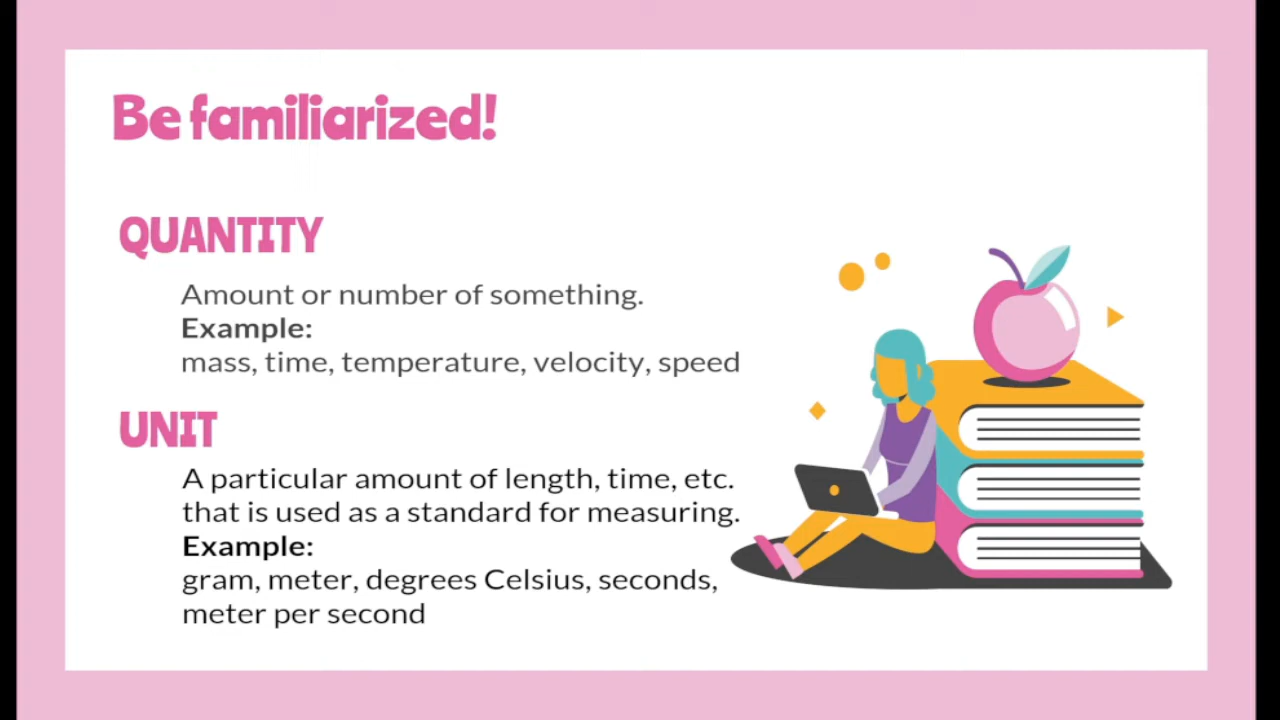 Be familiarized!
QUANTITY
Amount or number of something.
Example:
mass, time, temperature, velocity, speed
UNIT
A particular amount of length, time, etc.
that is used as a standard for measuring.
Example:
gram, meter, degrees Celsius, seconds,
meter per second